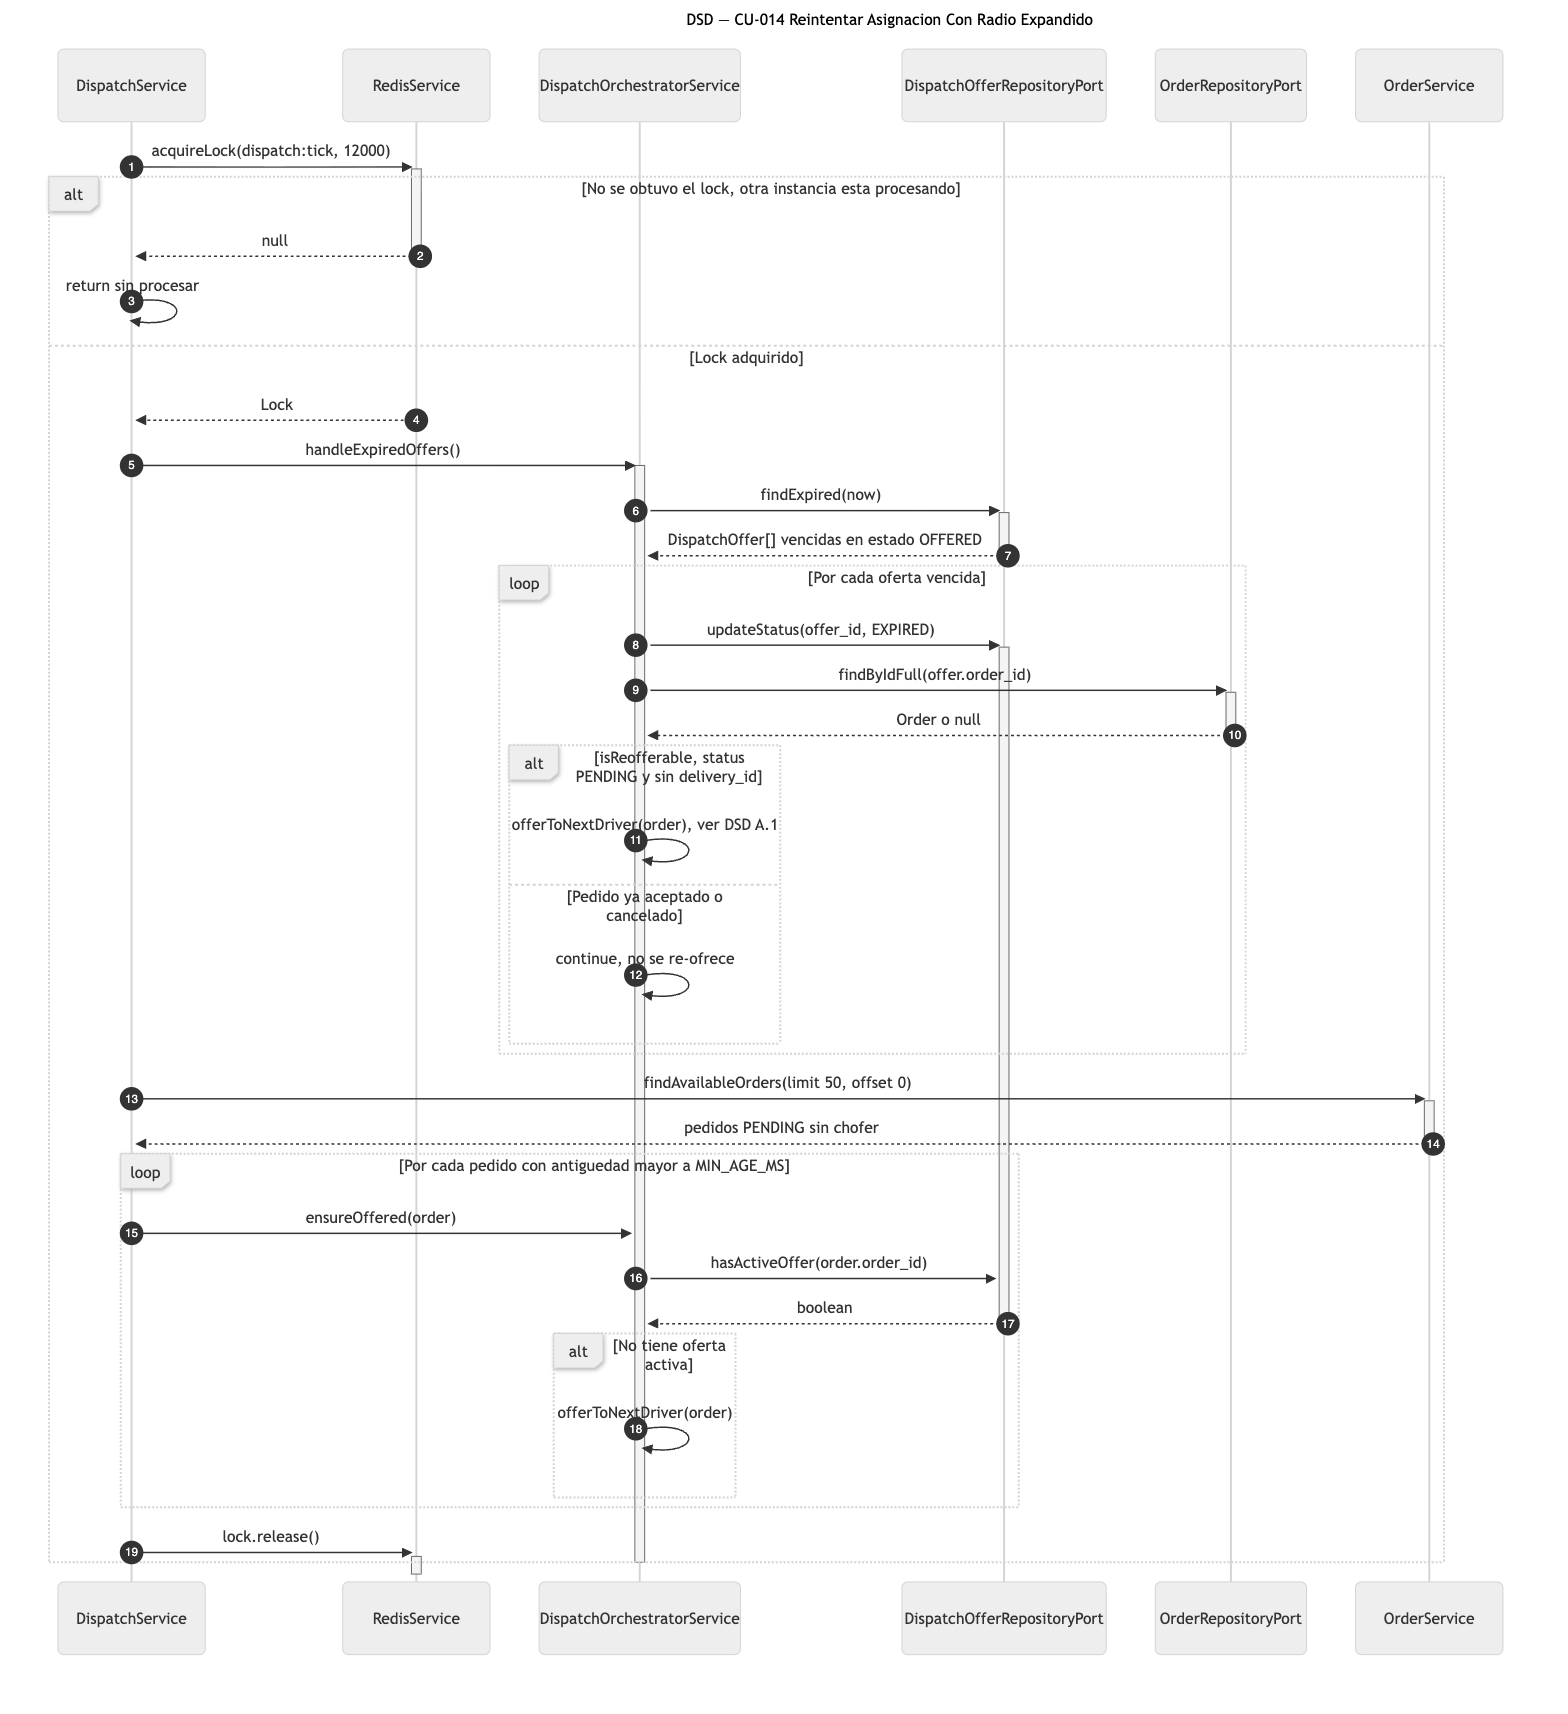 DSD — CU-014 Reintentar Asignacion Con Radio Expandido
DispatchService
RedisService
DispatchOrchestratorService
DispatchOfferRepositoryPort
OrderRepositoryPort
OrderService
acquireLock(dispatch:tick, 12000)
1
alt
[No se obtuvo el lock, otra instancia esta procesando]
null
2
return sin procesar
3
[Lock adquirido]
Lock
4
handleExpiredOffers()
5
findExpired(now)
6
DispatchOffer[] vencidas en estado OFFERED
7
loop
[Por cada oferta vencida]
updateStatus(offer_id, EXPIRED)
8
findByIdFull(offer.order_id)
9
Order o null
10
alt
[isReofferable, status
PENDING y sin delivery_id]
offerToNextDriver(order), ver DSD A.1
11
[Pedido ya aceptado o
cancelado]
continue, no se re-ofrece
12
findAvailableOrders(limit 50, offset 0)
13
pedidos PENDING sin chofer
14
loop
[Por cada pedido con antiguedad mayor a MIN_AGE_MS]
ensureOffered(order)
15
hasActiveOffer(order.order_id)
16
boolean
17
alt
[No tiene oferta
activa]
offerToNextDriver(order)
18
lock.release()
19
DispatchService
RedisService
DispatchOrchestratorService
DispatchOfferRepositoryPort
OrderRepositoryPort
OrderService